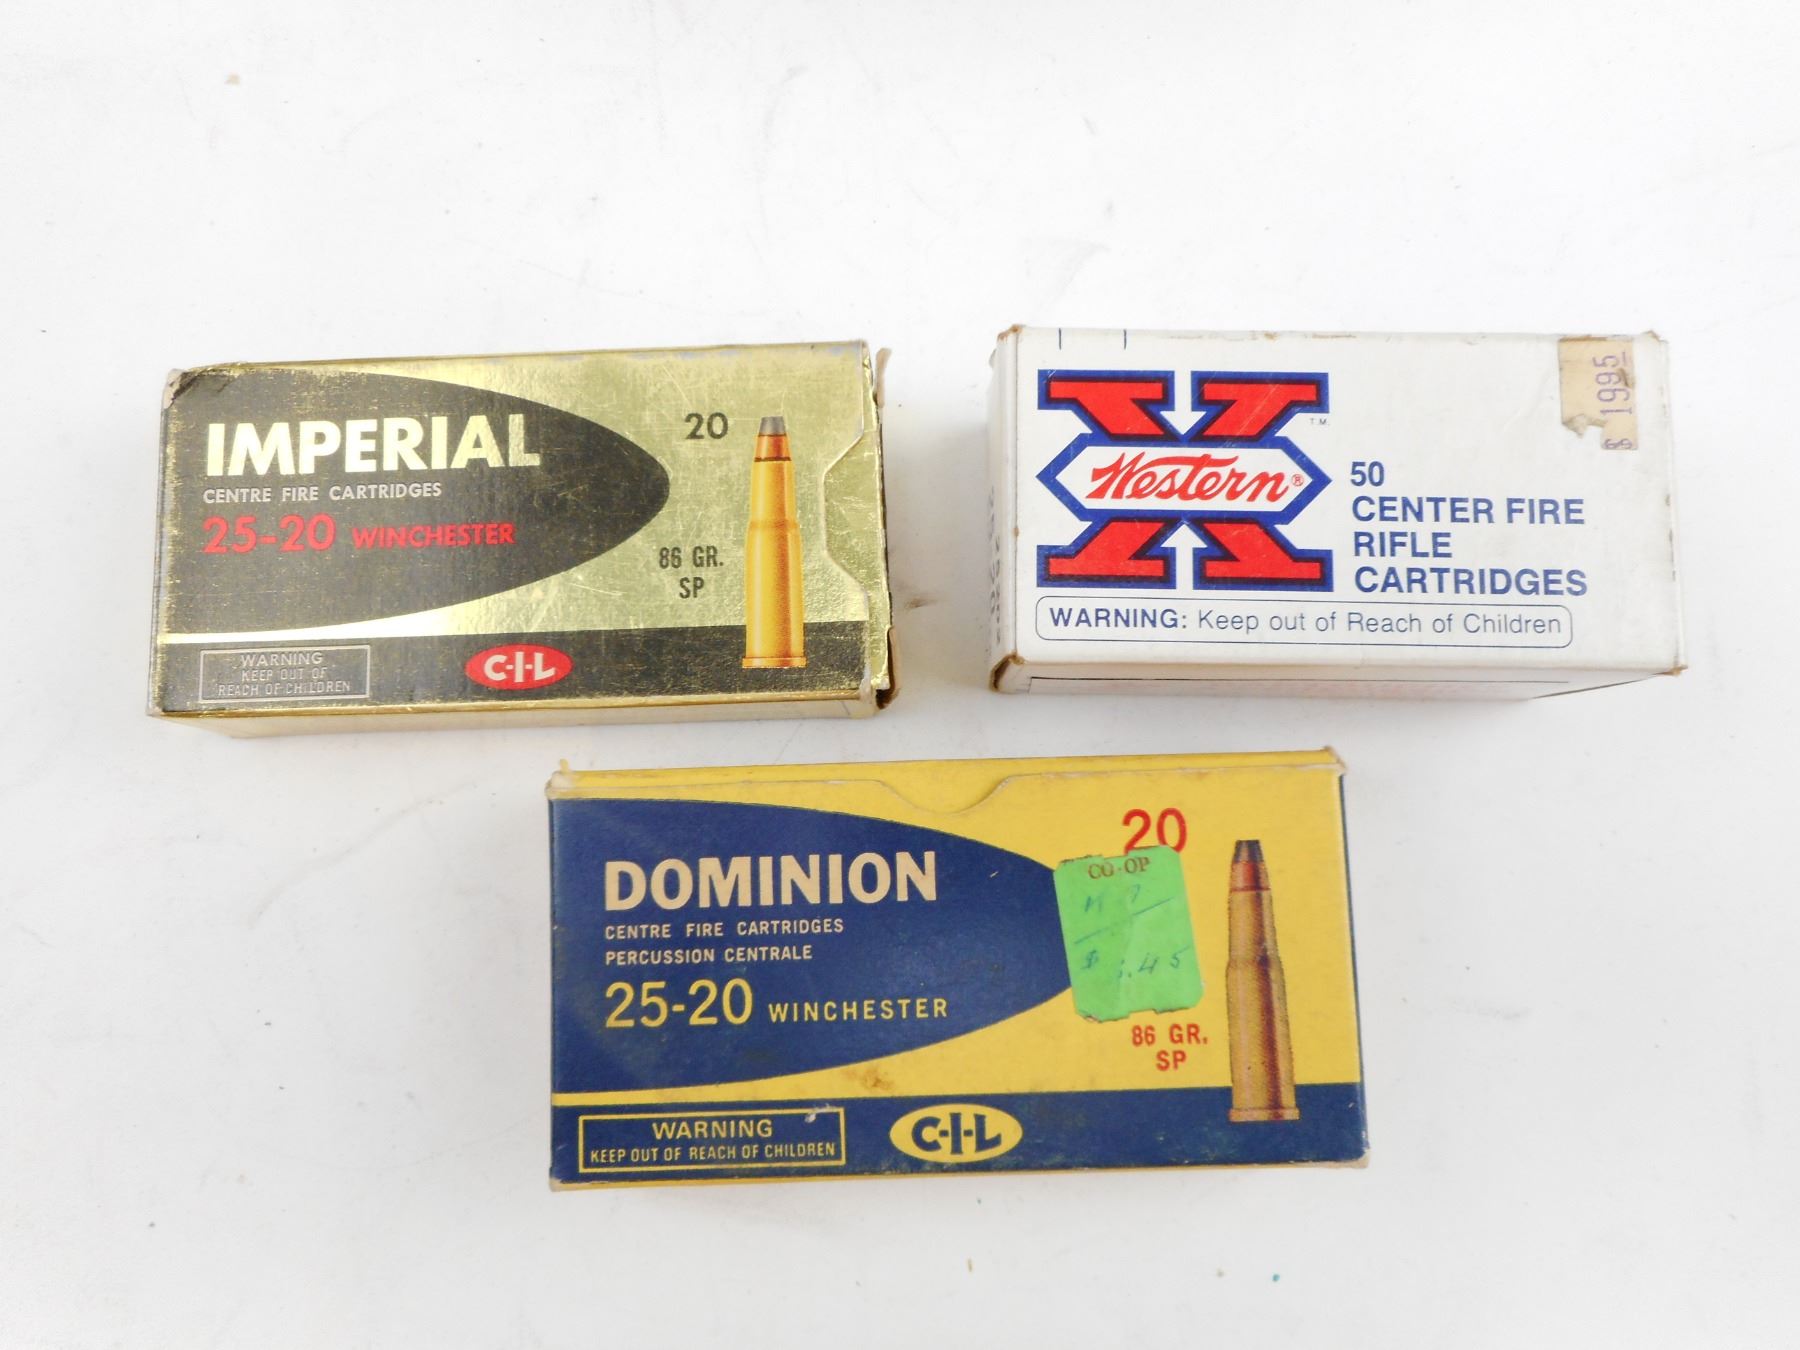 IMPERIAL
CENTRE FIRE CARTRIDGES
25-20 WINCHESTER
20
86 GR.
SP
WARNING
KEEP OUT OF
REACH OF CHILDREN
C-I-L
Western®
T.M.
50
CENTER FIRE
RIFLE
CARTRIDGES
WARNING: Keep out of Reach of Children
$ 1995
DOMINION
CENTRE FIRE CARTRIDGES
PERCUSSION CENTRALE
25-20 WINCHESTER
20
CO-OP
86 GR.
SP
WARNING
KEEP OUT OF REACH OF CHILDREN
C-I-L